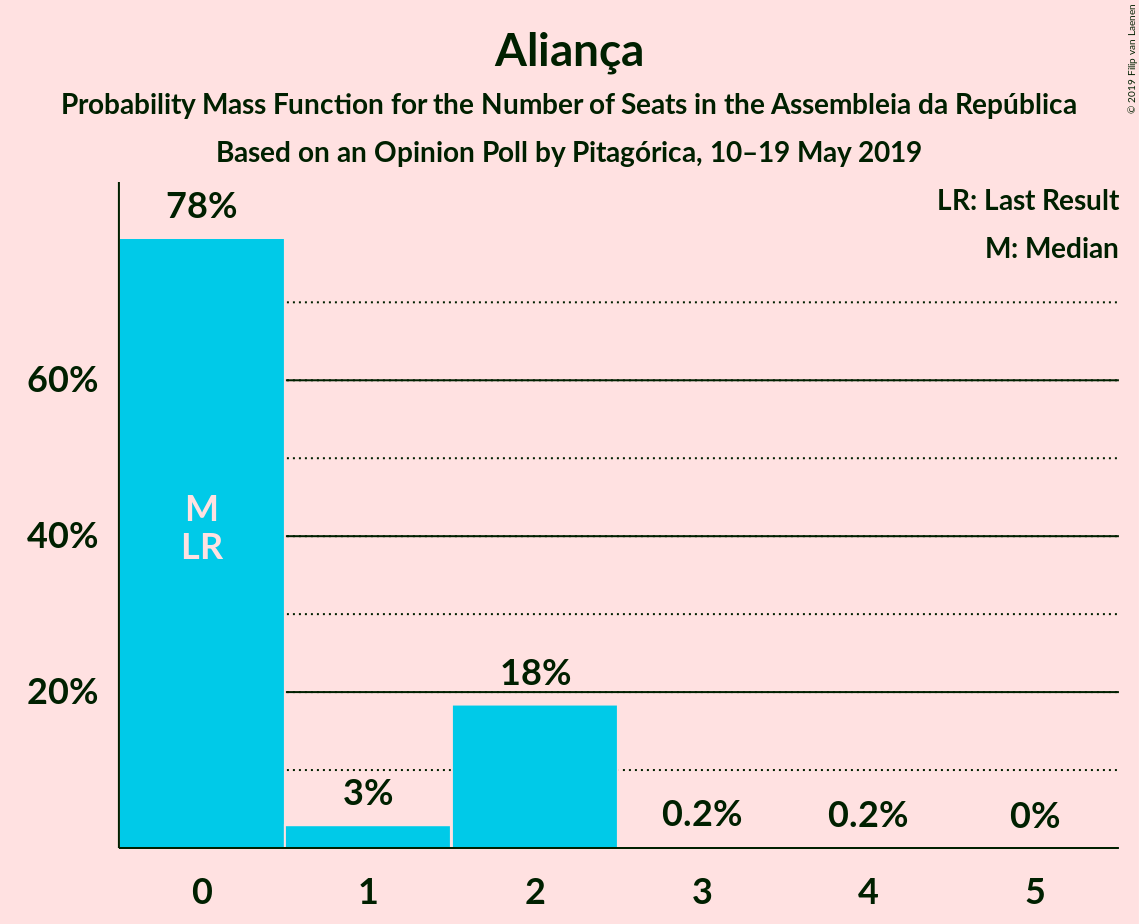 Aliança
Probability Mass Function for the Number of Seats in the Assembleia da República
Based on an Opinion Poll by Pitagórica, 10–19 May 2019
© 2019 Filip van Laenen
LR: Last Result
M: Median
78%
60%
M
40%
LR
18%
20%
3%
0.2%
0.2%
0%
0 1 2 3 4 5